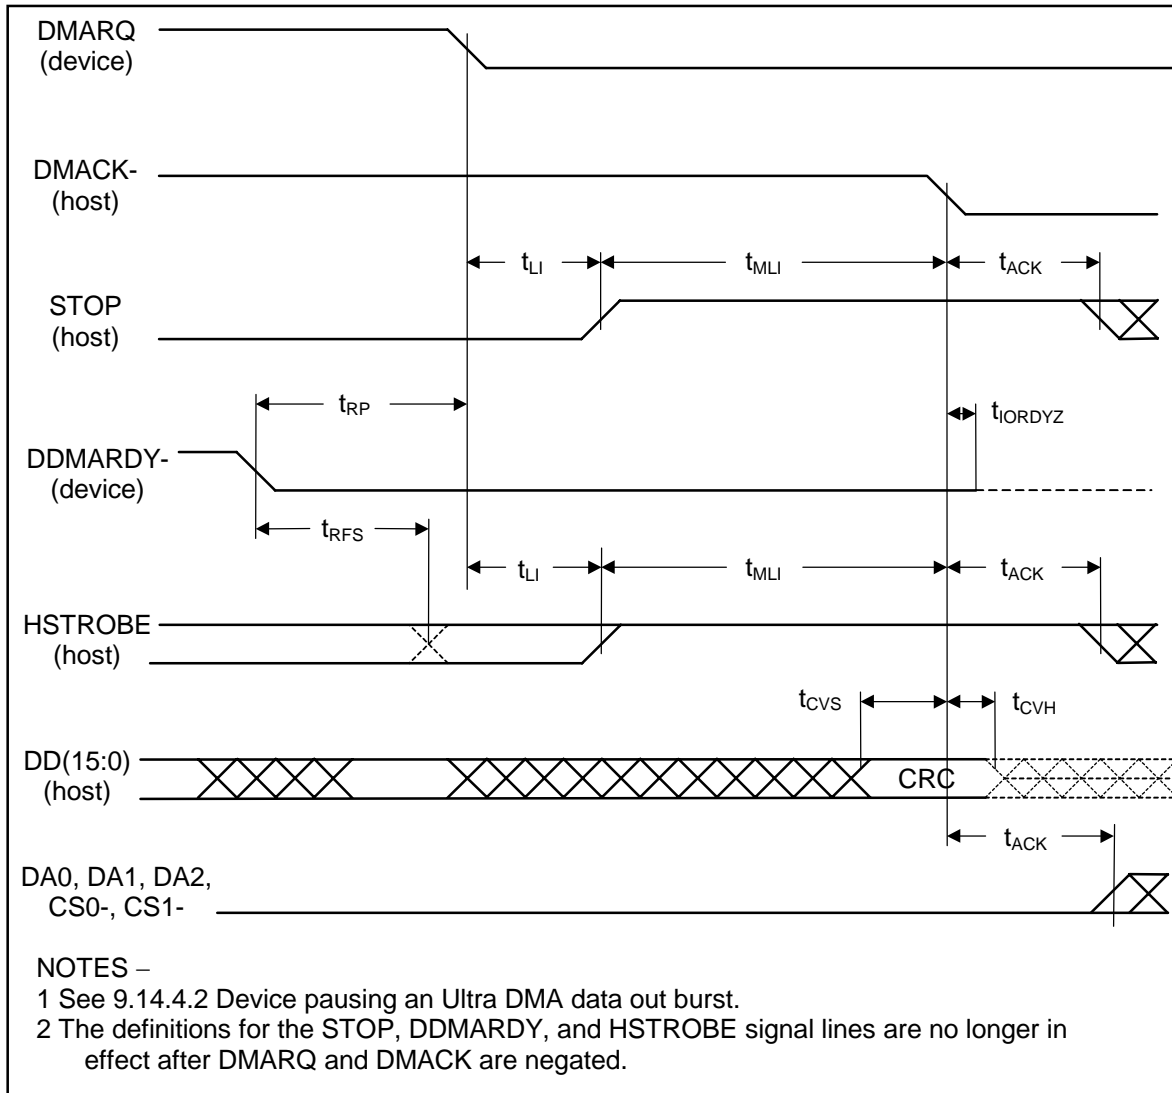 DMARQ
(device)
DMACK-
(host)
tLI tMLI tACK
STOP
(host)
tRP tIORDYZ
DDMARDY-
(device)
tRFS
tLI tMLI tACK
HSTROBE
(host)
tCVS tCVH
DD(15:0)
(host)
CRC
tACK
DA0, DA1, DA2,
CS0-, CS1-
NOTES –
1 See 9.14.4.2 Device pausing an Ultra DMA data out burst.
2 The definitions for the STOP, DDMARDY, and HSTROBE signal lines are no longer in
effect after DMARQ and DMACK are negated.